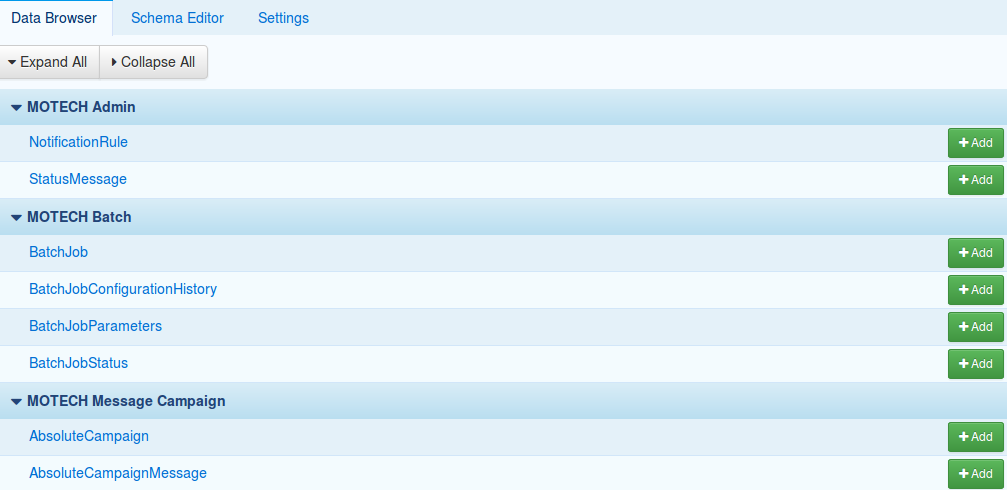 Data Browser Schema Editor Settings
Expand All Collapse All
MOTECH Admin
NotificationRule Add
StatusMessage Add
MOTECH Batch
BatchJob Add
BatchJobConfigurationHistory Add
BatchJobParameters Add
BatchJobStatus Add
MOTECH Message Campaign
AbsoluteCampaign Add
AbsoluteCampaignMessage Add